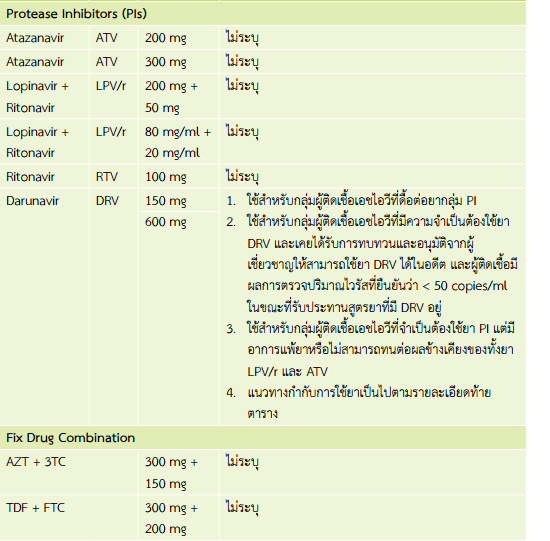 Protease Inhibitors (PIs)
Atazanavir ATV 200 mg ไม่ระบุ
Atazanavir ATV 300 mg ไม่ระบุ
Lopinavir + LPV/r 200 mg + ไม่ระบุ
Ritonavir 50 mg
Lopinavir + LPV/r 80 mg/ml + ไม่ระบุ
Ritonavir 20 mg/ml
Ritonavir RTV 100 mg ไม่ระบุ
Darunavir DRV 150 mg 1. ใช้สำหรับกลุ่มผู้ติดเชื้อเอชไอวีที่ดื้อต่อยากลุ่ม PI
600 mg 2. ใช้สำหรับกลุ่มผู้ติดเชื้อเอชไอวีที่มีความจำเป็นต้องใช้ยา
DRV และเคยได้รับการทบทวนและอนุมัติจากผู้
เชี่ยวชาญให้สามารถใช้ยา DRV ได้ในอดีต และผู้ติดเชื้อมี
ผลการตรวจปริมาณไวรัสที่ยืนยันว่า < 50 copies/ml
ในขณะที่รับประทานสูตรยาที่มี DRV อยู่
3. ใช้สำหรับกลุ่มผู้ติดเชื้อเอชไอวีที่จำเป็นต้องใช้ยา PI แต่มี
อาการแพ้ยาหรือไม่สามารถทนต่อผลข้างเคียงของทั้งยา
LPV/r และ ATV
4. แนวทางกำกับการใช้ยาเป็นไปตามรายละเอียดท้าย
ตาราง
Fix Drug Combination
AZT + 3TC 300 mg + ไม่ระบุ
150 mg
TDF + FTC 300 mg + ไม่ระบุ
200 mg